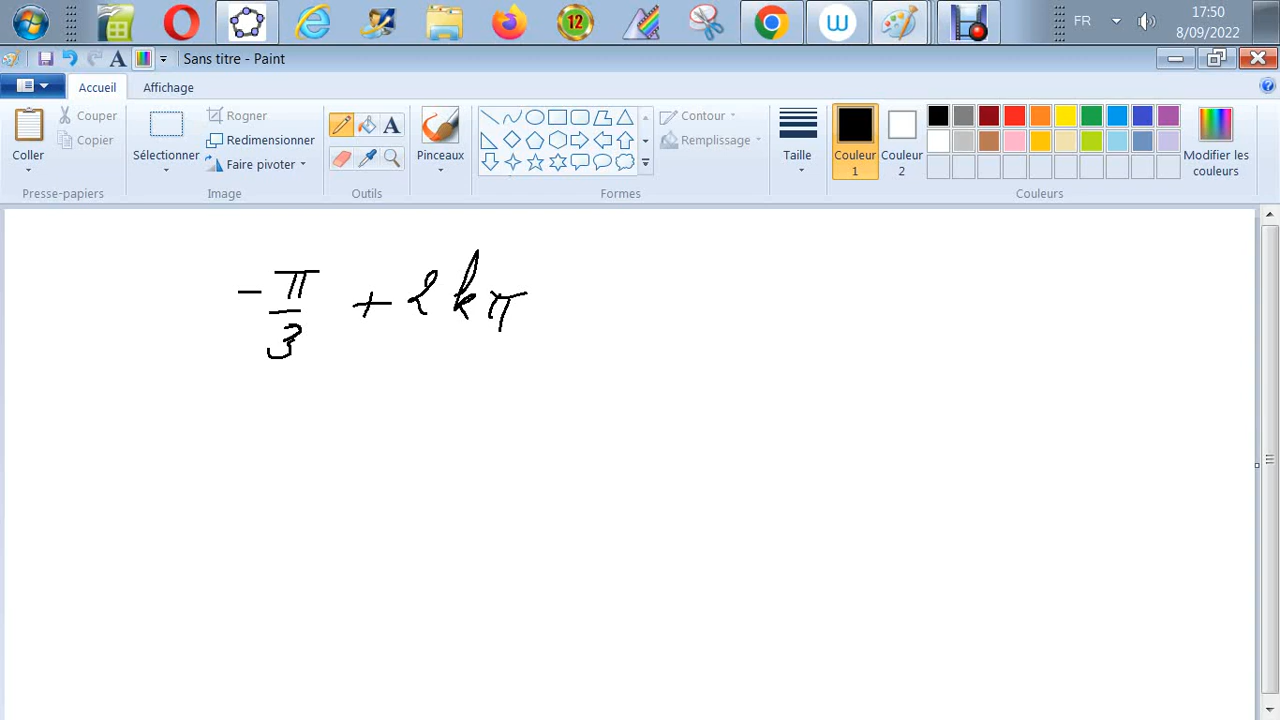 12
W
FR
17:50
8/09/2022
A
Sans titre - Paint
Accueil
Affichage
Coller
Couper
Copier
Presse-papiers
Sélectionner
Rogner
Redimensionner
Faire pivoter
Image
A
Outils
Pinceaux
Contour
Remplissage
Formes
Taille
Couleur 1
Couleur 2
Modifier les couleurs
Couleurs
-π/3 + 2kπ